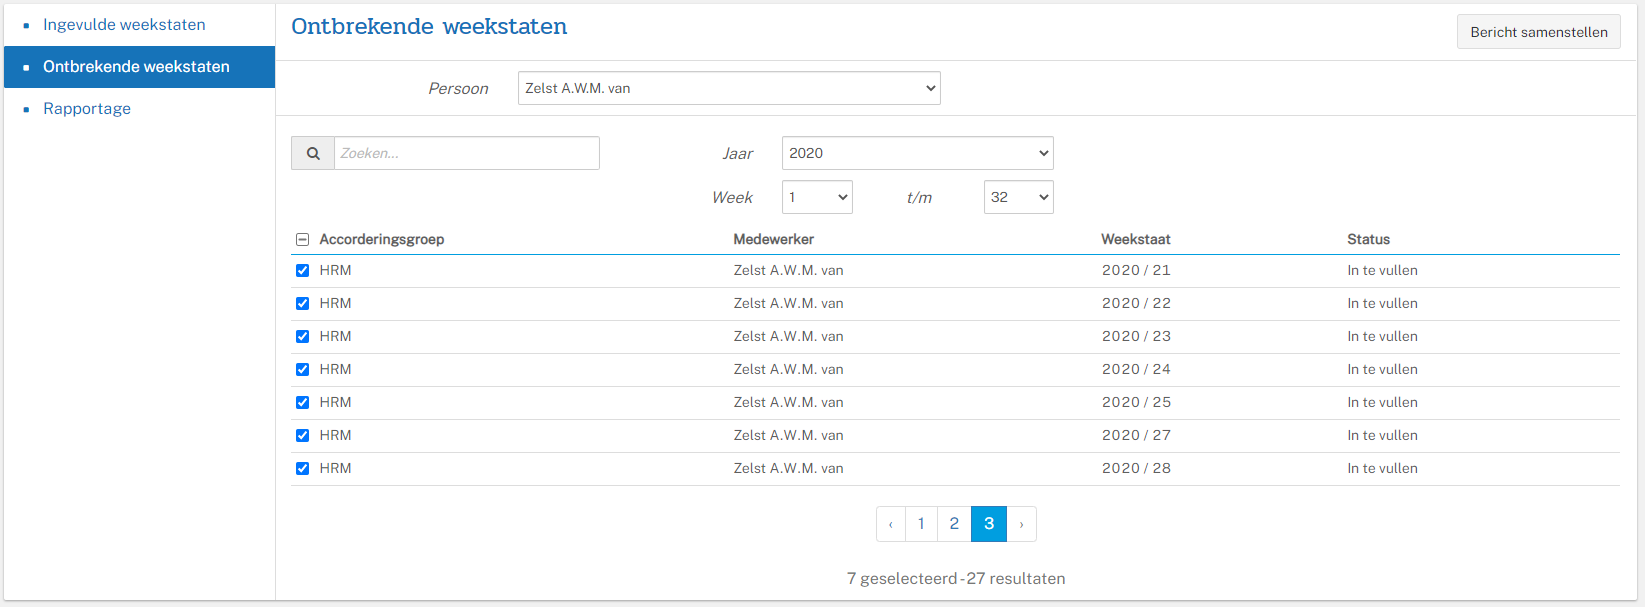 Ingevulde weekstaten
Ontbrekende weekstaten
Rapportage
Ontbrekende weekstaten
Bericht samenstellen
Persoon Zelst A.W.M. van
Zoeken... Jaar 2020
Week 1 t/m 32
Accorderingsgroep Medewerker Weekstaat Status
HRM Zelst A.W.M. van 2020 / 21 In te vullen
HRM Zelst A.W.M. van 2020 / 22 In te vullen
HRM Zelst A.W.M. van 2020 / 23 In te vullen
HRM Zelst A.W.M. van 2020 / 24 In te vullen
HRM Zelst A.W.M. van 2020 / 25 In te vullen
HRM Zelst A.W.M. van 2020 / 27 In te vullen
HRM Zelst A.W.M. van 2020 / 28 In te vullen
‹ 1 2 3 ›
7 geselecteerd - 27 resultaten